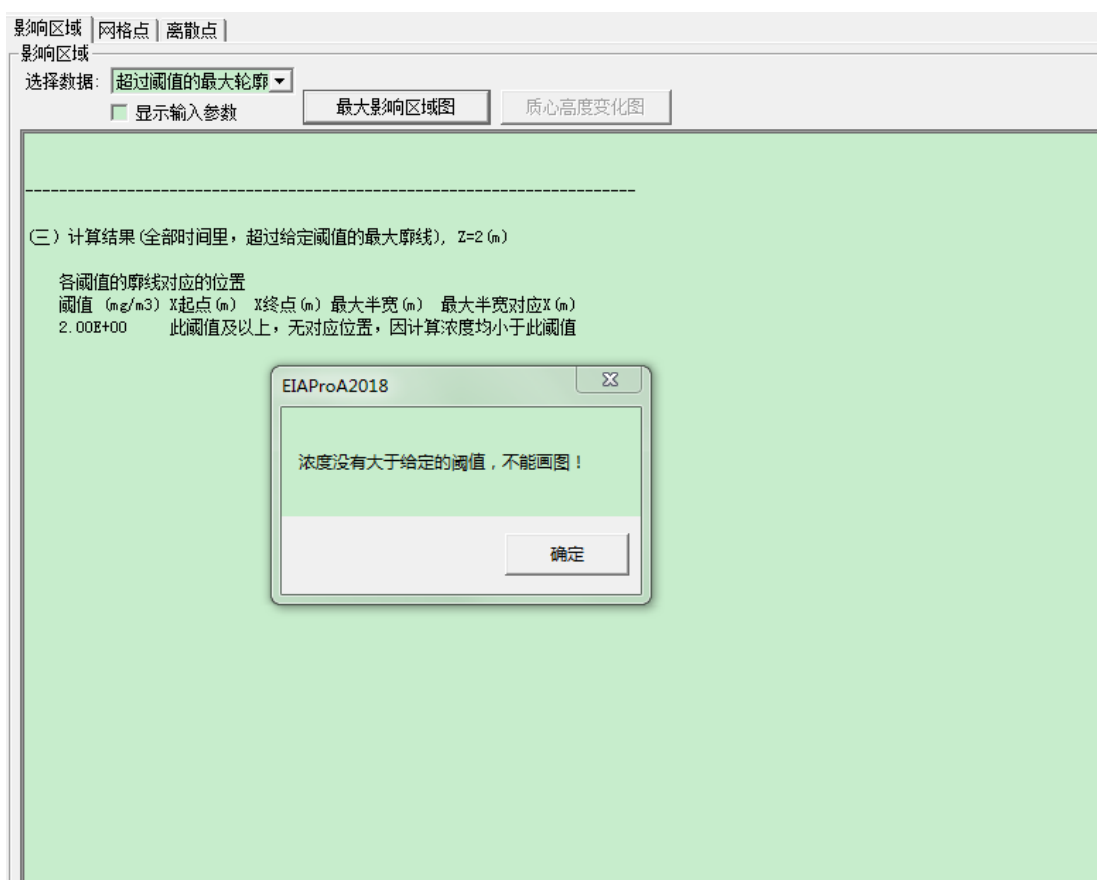 影响区域 网格点 离散点
影响区域
选择数据: 超过阈值的最大轮廓
显示输入参数 最大影响区域图 质心高度变化图
----------------------------------------------------------------------
(三) 计算结果(全部时间里，超过给定阈值的最大廓线), Z=2(m)
各阈值的廓线对应的位置
阈值 (mg/m3) X起点(m) X终点(m) 最大半宽(m) 最大半宽对应X(m)
2.00E+00 此阈值及以上，无对应位置，因计算浓度均小于此阈值
EIAProA2018
浓度没有大于给定的阈值，不能画图！
确定